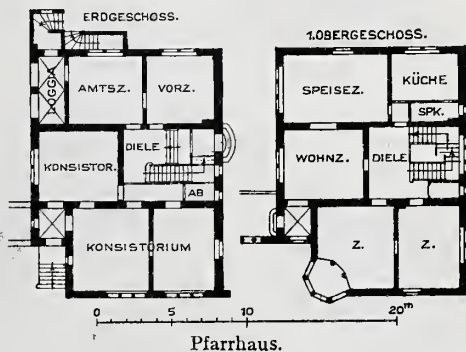 ERDGESCHOSS.
LOGGIA
AMTSZ.
VORZ.
KONSISTOR.
DIELE
AB
KONSISTORIUM
1.OBERGESCHOSS.
SPEISEZ.
KÜCHE
SPK.
WOHNZ.
DIELE
Z.
Z.
0 5 10 20m
Pfarrhaus.